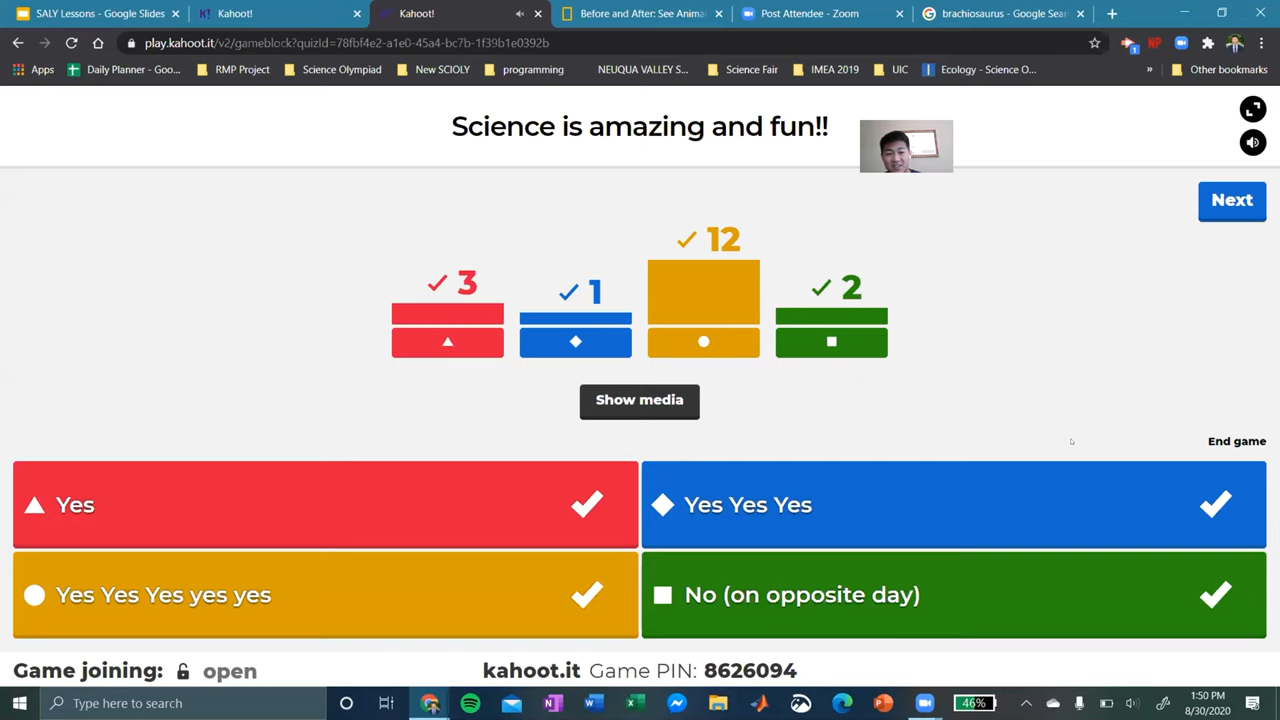 SALY Lessons - Google Slides
Kahoot!
Kahoot!
Before and After: See Anima
Post Attendee - Zoom
brachiosaurus - Google Sear
play.kahoot.it/v2/gameblock?quizId=78fbf4e2-a1e0-45a4-bc7b-1f39b1e0392b
1
NP
Apps
Daily Planner - Goo...
RMP Project
Science Olympiad
New SCIOLY
programming
NEUQUA VALLEY S...
Science Fair
IMEA 2019
UIC
Ecology - Science O...
»
Other bookmarks
Science is amazing and fun!!
Next
3
1
12
2
Show media
End game
Yes
Yes Yes Yes
Yes Yes Yes yes yes
No (on opposite day)
Game joining: open
kahoot.it Game PIN: 8626094
Type here to search
46%
1:50 PM
8/30/2020